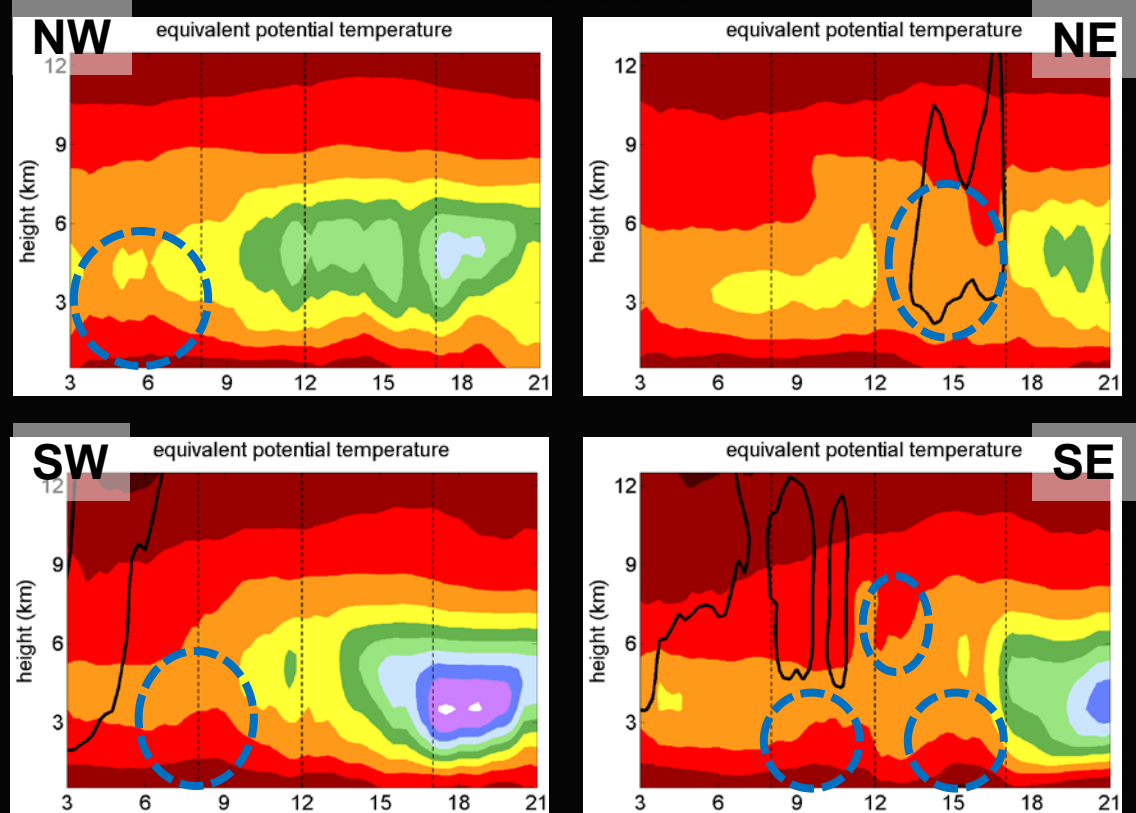 NW
equivalent potential temperature
height (km)
12
9
6
3
3 6 9 12 15 18 21
NE
equivalent potential temperature
height (km)
12
9
6
3
3 6 9 12 15 18 21
SW
equivalent potential temperature
height (km)
12
9
6
3
3 6 9 12 15 18 21
SE
equivalent potential temperature
height (km)
12
9
6
3
3 6 9 12 15 18 21